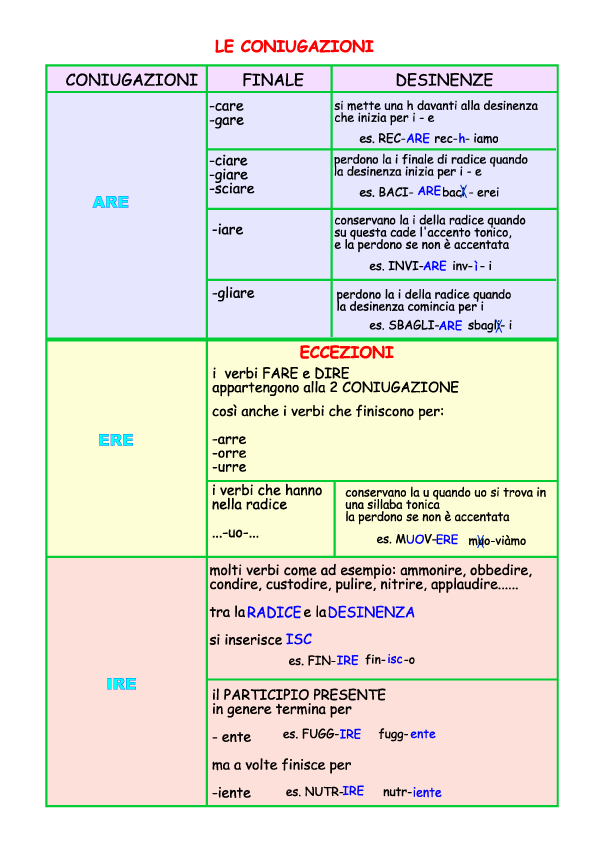 LE CONIUGAZIONI
CONIUGAZIONI FINALE DESINENZE
ARE
-care
-gare
si mette una h davanti alla desinenza
che inizia per i - e
es. REC-ARE rec-h- iamo
-ciare
-giare
-sciare
perdono la i finale di radice quando
la desinenza inizia per i - e
es. BACI- ARE baci - erei
-iare
conservano la i della radice quando
su questa cade l'accento tonico,
e la perdono se non è accentata
es. INVI-ARE inv-ì- i
-gliare
perdono la i della radice quando
la desinenza comincia per i
es. SBAGLI-ARE sbagli- i
ERE
ECCEZIONI
i verbi FARE e DIRE
appartengono alla 2 CONIUGAZIONE
così anche i verbi che finiscono per:
-arre
-orre
-urre
i verbi che hanno
nella radice
...-uo-...
conservano la u quando uo si trova in
una sillaba tonica
la perdono se non è accentata
es. MUOV-ERE muo-viàmo
IRE
molti verbi come ad esempio: ammonire, obbedire,
condire, custodire, pulire, nitrire, applaudire......
tra la RADICE e la DESINENZA
si inserisce ISC
es. FIN-IRE fin-isc-o
il PARTICIPIO PRESENTE
in genere termina per
- ente es. FUGG-IRE fugg-ente
ma a volte finisce per
-iente es. NUTR-IRE nutr-iente